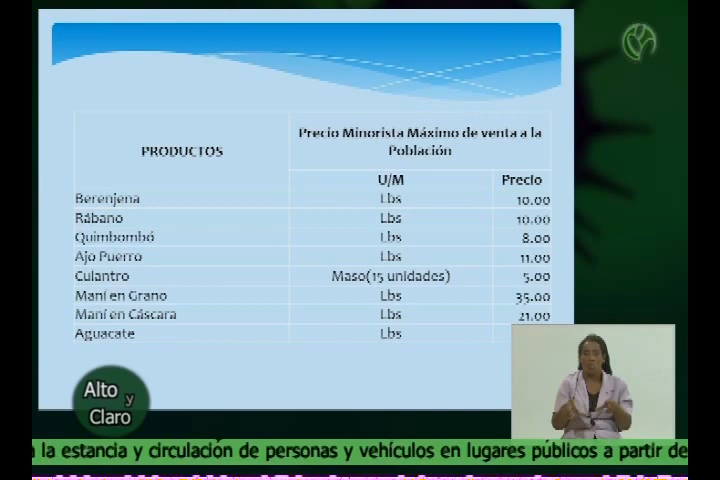 Precio Minorista Máximo de venta a la
Población
PRODUCTOS
U/M Precio
Berenjena Lbs 10.00
Rábano Lbs 10.00
Quimbombó Lbs 8.00
Ajo Puerro Lbs 11.00
Culantro Maso(15 unidades) 5.00
Maní en Grano Lbs 35.00
Maní en Cáscara Lbs 21.00
Aguacate Lbs
Alto
y
Claro
la estancia y circulación de personas y vehículos en lugares públicos a partir de